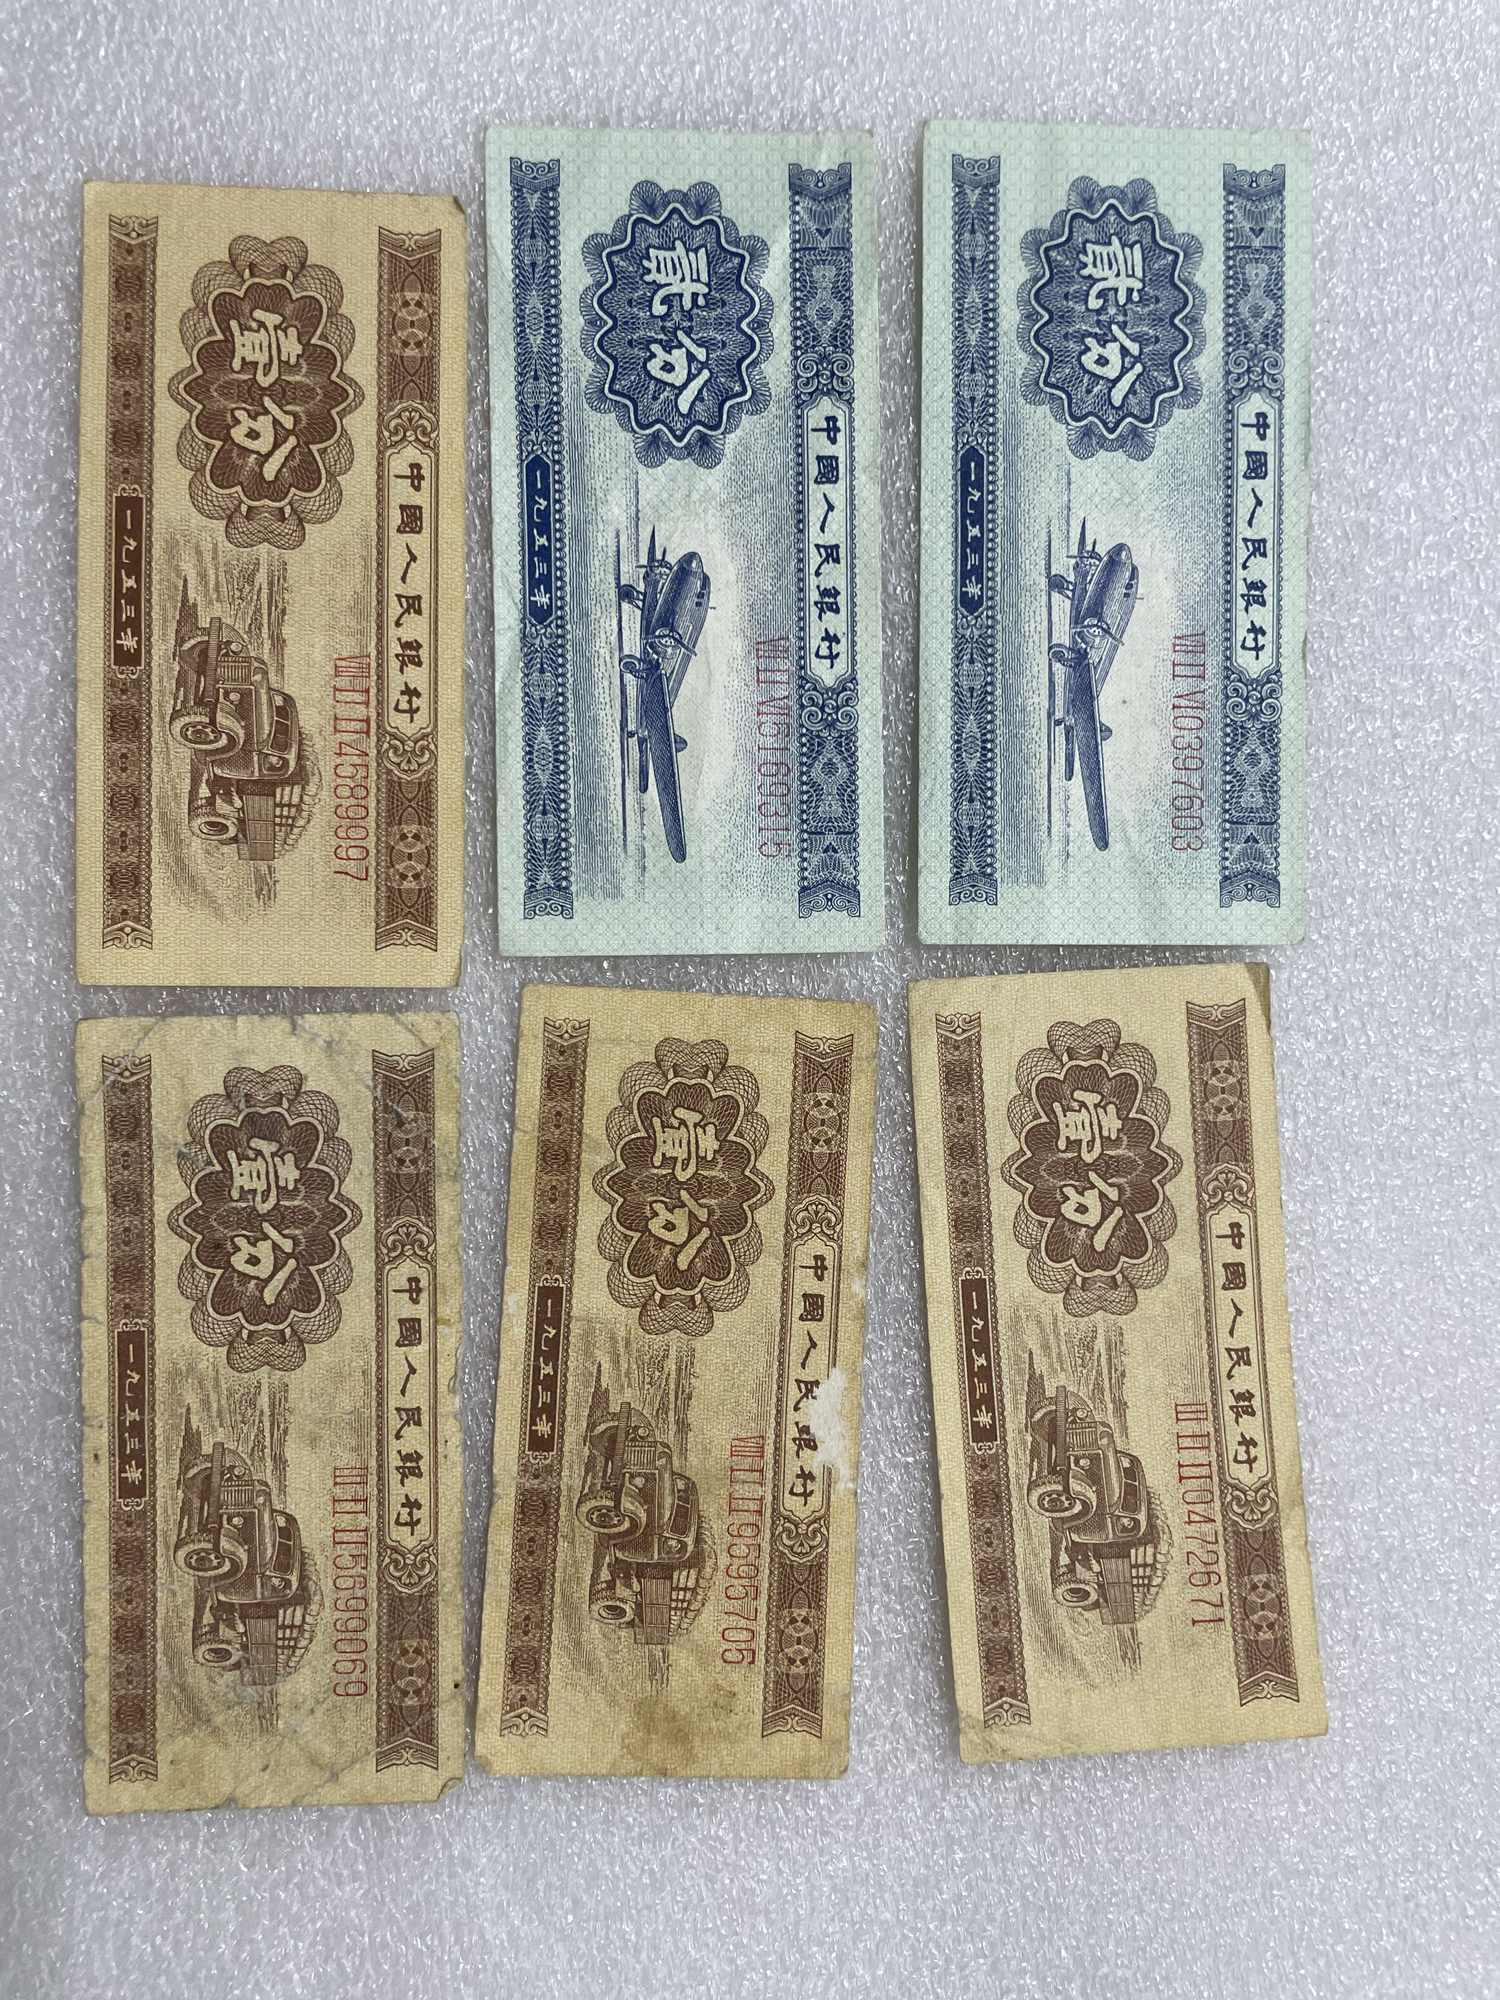 中國人民銀行
壹分
ⅧⅡⅡ4589997
一九五三年
中國人民銀行
貳分
ⅦⅡⅥ5169315
一九五三年
中國人民銀行
貳分
ⅧⅡⅥ0397603
一九五三年
中國人民銀行
壹分
ⅢⅡⅡ5699069
一九五三年
中國人民銀行
壹分
ⅧⅡⅡ9595705
一九五三年
中國人民銀行
壹分
ⅢⅡⅡ0472671
一九五三年